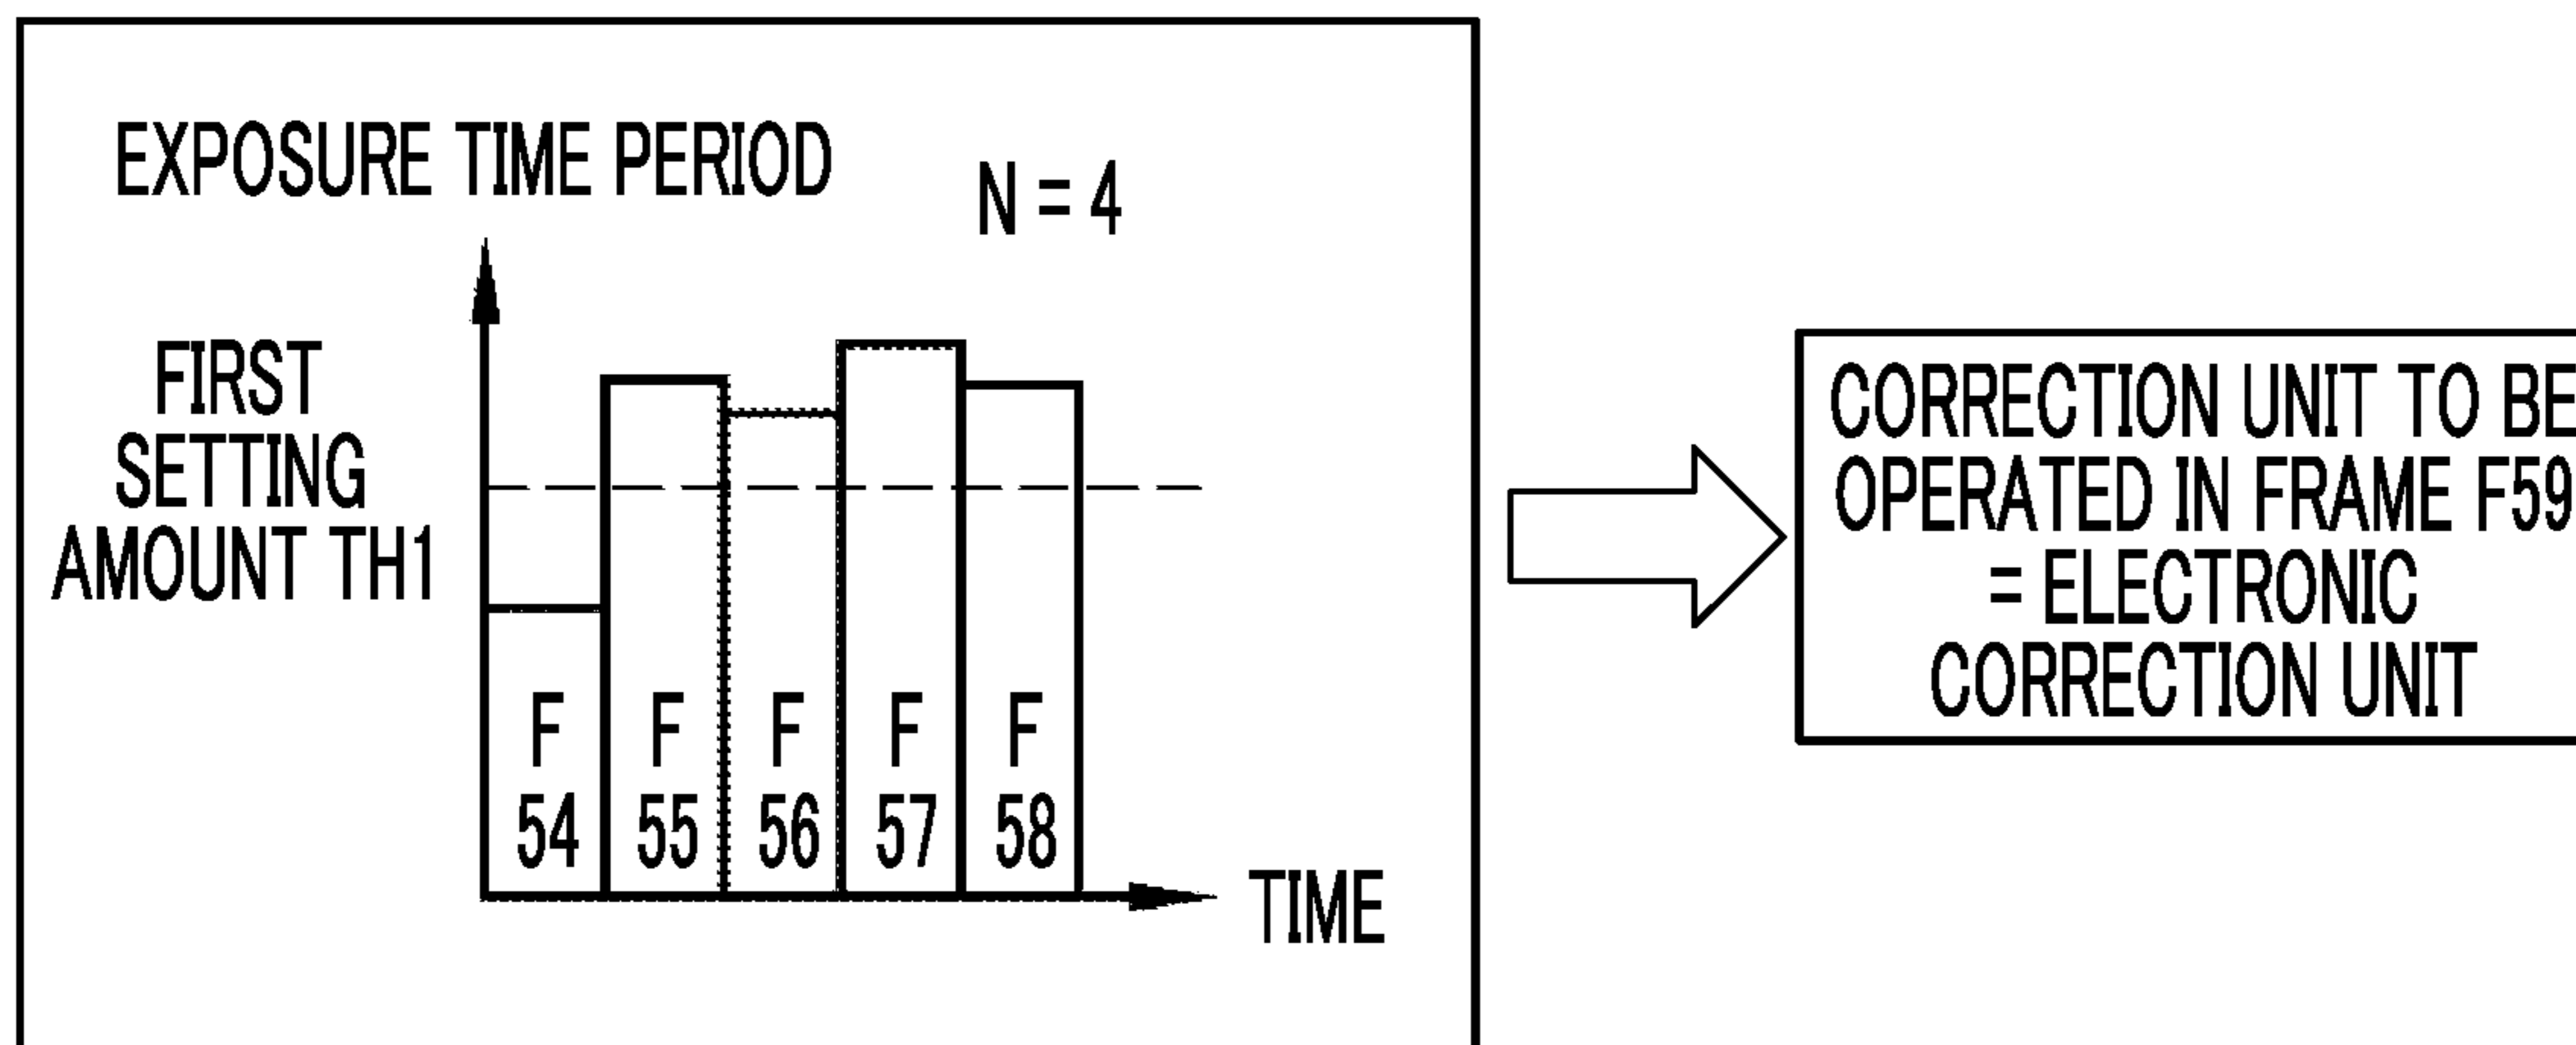 EXPOSURE TIME PERIOD
N = 4
FIRST
SETTING
AMOUNT TH1
F
54
F
55
F
56
F
57
F
58
TIME
CORRECTION UNIT TO BE
OPERATED IN FRAME F59
= ELECTRONIC
CORRECTION UNIT